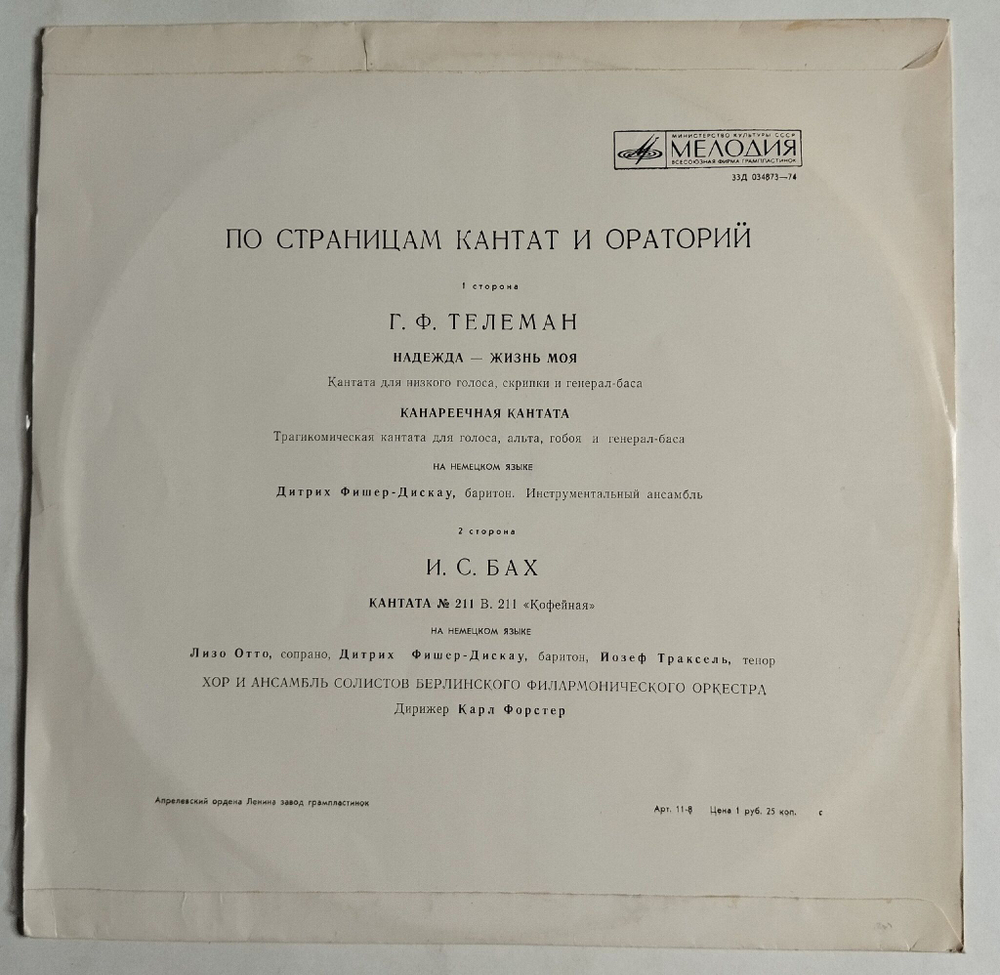 МИНИСТЕРСТВО КУЛЬТУРЫ СССР
МЕЛОДИЯ
ВСЕСОЮЗНАЯ ФИРМА ГРАМПЛАСТИНОК
33Д 034873—74
ПО СТРАНИЦАМ КАНТАТ И ОРАТОРИЙ
1 сторона
Г. Ф. ТЕЛЕМАН
НАДЕЖДА — ЖИЗНЬ МОЯ
Кантата для низкого голоса, скрипки и генерал-баса
КАНАРЕЕЧНАЯ КАНТАТА
Трагикомическая кантата для голоса, альта, гобоя и генерал-баса
НА НЕМЕЦКОМ ЯЗЫКЕ
Дитрих Фишер-Дискау, баритон. Инструментальный ансамбль
2 сторона
И. С. БАХ
КАНТАТА № 211 В. 211 «Кофейная»
НА НЕМЕЦКОМ ЯЗЫКЕ
Лизо Отто, сопрано, Дитрих Фишер-Дискау, баритон, Йозеф Траксель, тенор
ХОР И АНСАМБЛЬ СОЛИСТОВ БЕРЛИНСКОГО ФИЛАРМОНИЧЕСКОГО ОРКЕСТРА
Дирижер Карл Форстер
Апрелевский ордена Ленина завод грампластинок
Арт. 11-8 Цена 1 руб. 25 коп. с